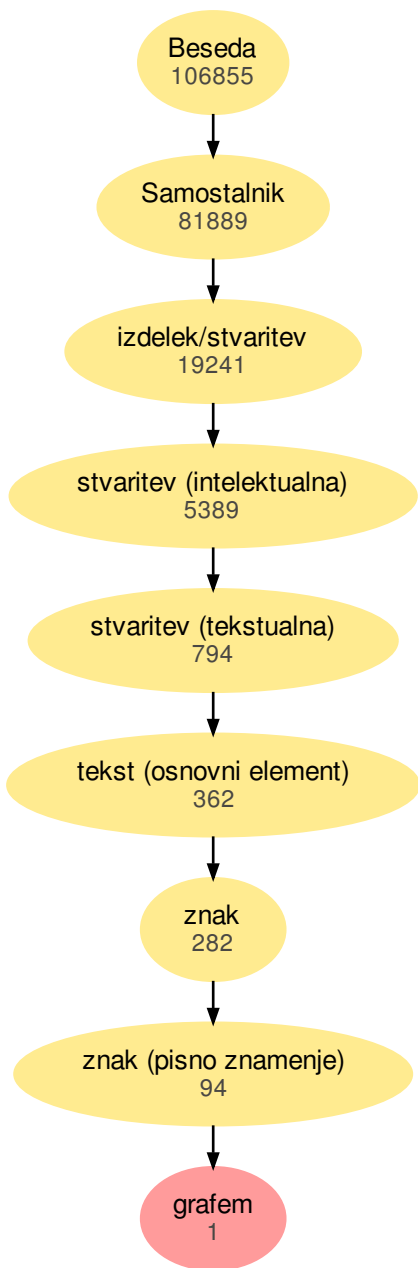 Beseda
106855
Samostalnik
81889
izdelek/stvaritev
19241
stvaritev (intelektualna)
5389
stvaritev (tekstualna)
794
tekst (osnovni element)
362
znak
282
znak (pisno znamenje)
94
grafem
1